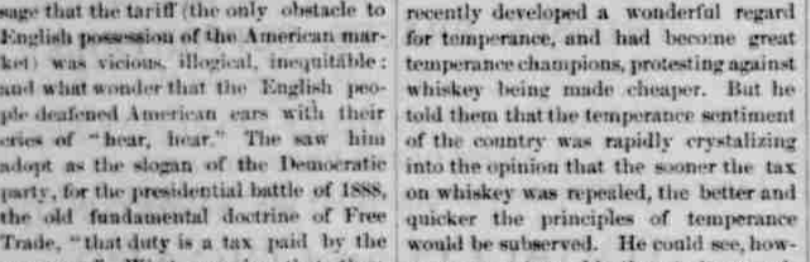 sage that the tariff (the only obstacle to
English possession of the American mar-
ket) was vicious, illogical, inequitable;
and what wonder that the English peo-
ple deafened American ears with their
cries of "hear, hear." The saw him
adopt as the slogan of the Democratic
party, for the presidential battle of 1888,
the old fundamental doctrine of Free
Trade, "that duty is a tax paid by the
recently developed a wonderful regard
for temperance, and had become great
temperance champions, protesting against
whiskey being made cheaper. But he
told them that the temperance sentiment
of the country was rapidly crystalizing
into the opinion that the sooner the tax
on whiskey was repealed, the better and
quicker the principles of temperance
would be subserved. He could see, how-